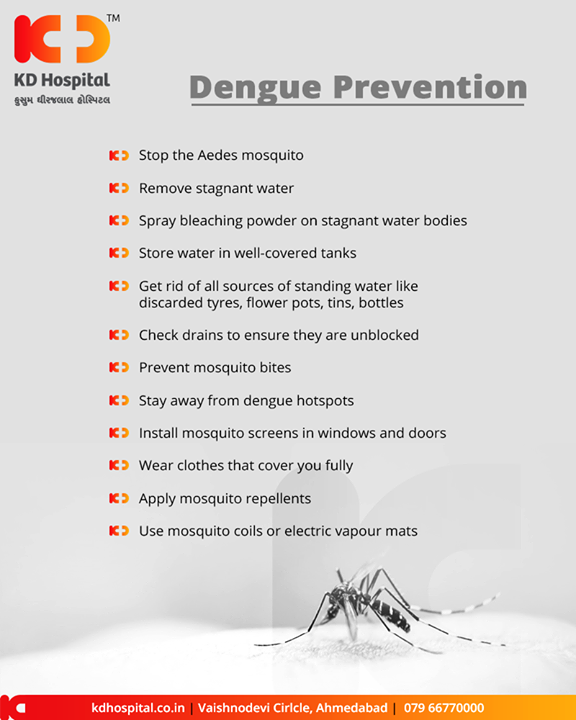 KD TM
KD Hospital
કુસુમ ધીરજલાલ હોસ્પિટલ
Dengue Prevention
Stop the Aedes mosquito
Remove stagnant water
Spray bleaching powder on stagnant water bodies
Store water in well-covered tanks
Get rid of all sources of standing water like
discarded tyres, flower pots, tins, bottles
Check drains to ensure they are unblocked
Prevent mosquito bites
Stay away from dengue hotspots
Install mosquito screens in windows and doors
Wear clothes that cover you fully
Apply mosquito repellents
Use mosquito coils or electric vapour mats
kdhospital.co.in | Vaishnodevi Cirlcle, Ahmedabad | 079 66770000